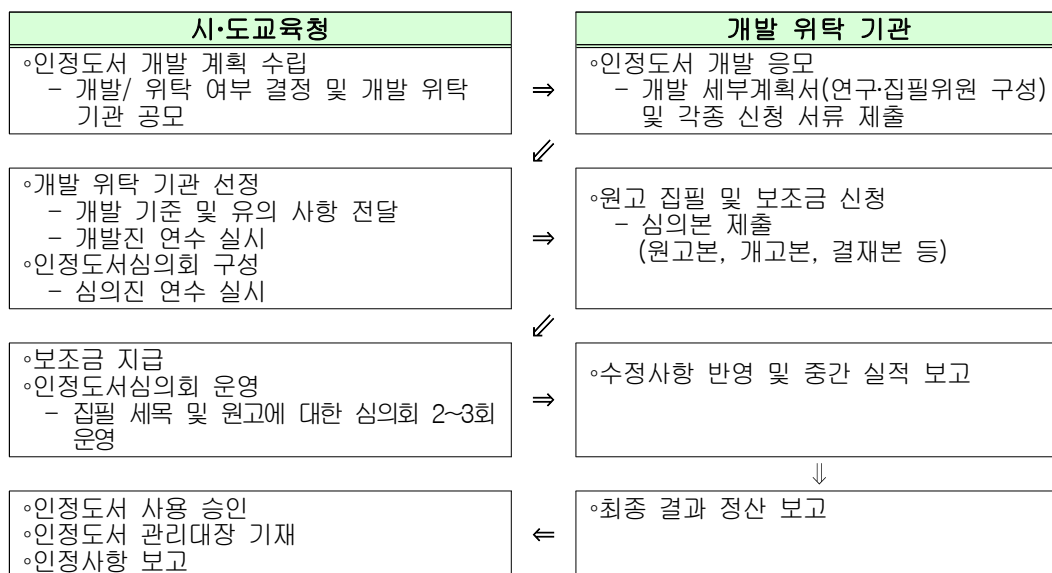 시·도교육청
개발 위탁 기관
◦인정도서 개발 계획 수립
- 개발/ 위탁 여부 결정 및 개발 위탁
기관 공모
⇒
◦인정도서 개발 응모
- 개발 세부계획서(연구·집필위원 구성)
및 각종 신청 서류 제출
⇙
◦개발 위탁 기관 선정
- 개발 기준 및 유의 사항 전달
- 개발진 연수 실시
◦인정도서심의회 구성
- 심의진 연수 실시
⇒
◦원고 집필 및 보조금 신청
- 심의본 제출
(원고본, 개고본, 결재본 등)
⇙
◦보조금 지급
◦인정도서심의회 운영
- 집필 세목 및 원고에 대한 심의회 2~3회
운영
⇒
◦수정사항 반영 및 중간 실적 보고
⇓
◦인정도서 사용 승인
◦인정도서 관리대장 기재
◦인정사항 보고
⇐
◦최종 결과 정산 보고